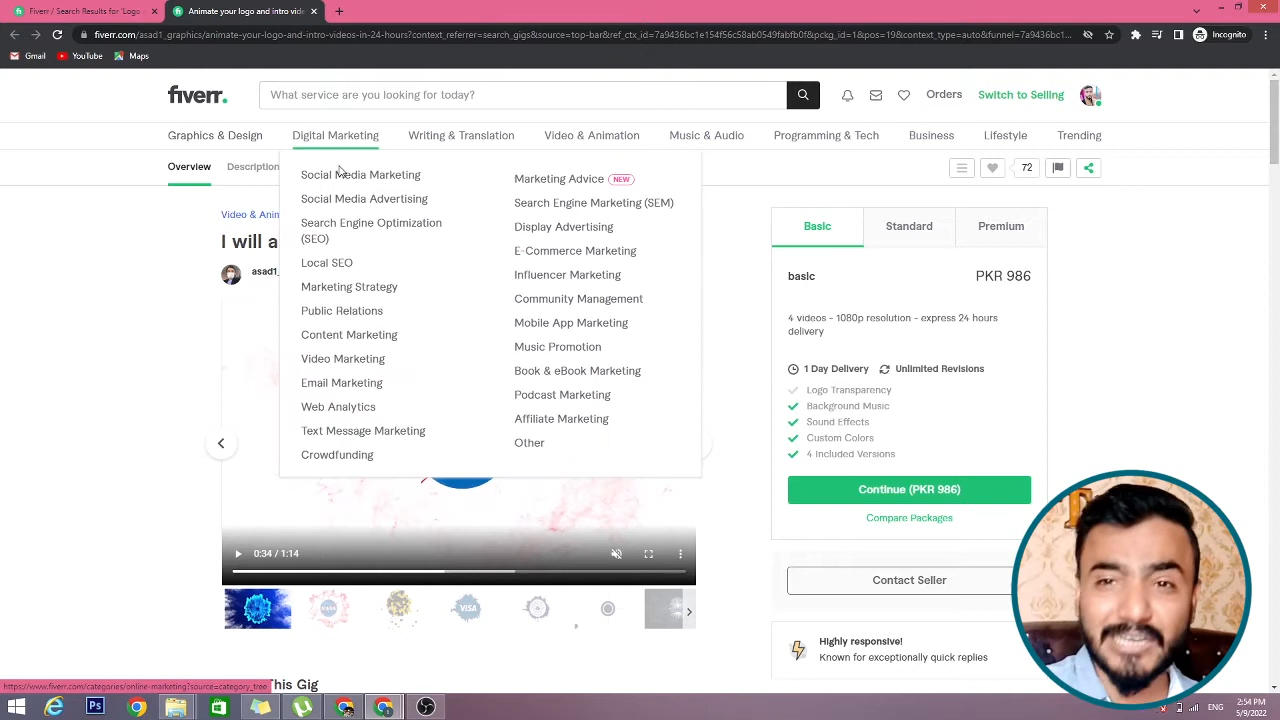 Fiverr / Search Results for 'Logo
Animate your logo and intro vide
fiverr.com/asad1_graphics/animate-your-logo-and-intro-videos-in-24-hours?context_referrer=search_gigs&source=top-bar&ref_ctx_id=7a9436bc1e154f56c58ab0549fabfb0f&pckg_id=1&pos=19&context_type=auto&funnel=7a9436bc1
Incognito
Gmail
YouTube
Maps
fiverr.
What service are you looking for today?
Orders
Switch to Selling
Graphics & Design
Digital Marketing
Writing & Translation
Video & Animation
Music & Audio
Programming & Tech
Business
Lifestyle
Trending
Overview
Description
72
Social Media Marketing
Social Media Advertising
Search Engine Optimization
(SEO)
Local SEO
Marketing Strategy
Public Relations
Content Marketing
Video Marketing
Email Marketing
Web Analytics
Text Message Marketing
Crowdfunding
Marketing Advice NEW
Search Engine Marketing (SEM)
Display Advertising
E-Commerce Marketing
Influencer Marketing
Community Management
Mobile App Marketing
Music Promotion
Book & eBook Marketing
Podcast Marketing
Affiliate Marketing
Other
Video & Anim
I will a
asad1_
0:34 / 1:14
NASA
VISA
Basic
Standard
Premium
basic
PKR 986
4 videos - 1080p resolution - express 24 hours
delivery
1 Day Delivery
Unlimited Revisions
Logo Transparency
Background Music
Sound Effects
Custom Colors
4 Included Versions
Continue (PKR 986)
Compare Packages
Contact Seller
Highly responsive!
Known for exceptionally quick replies
https://www.fiverr.com/categories/online-marketing?source=category_tree
This Gig
ENG
2:54 PM
5/9/2022